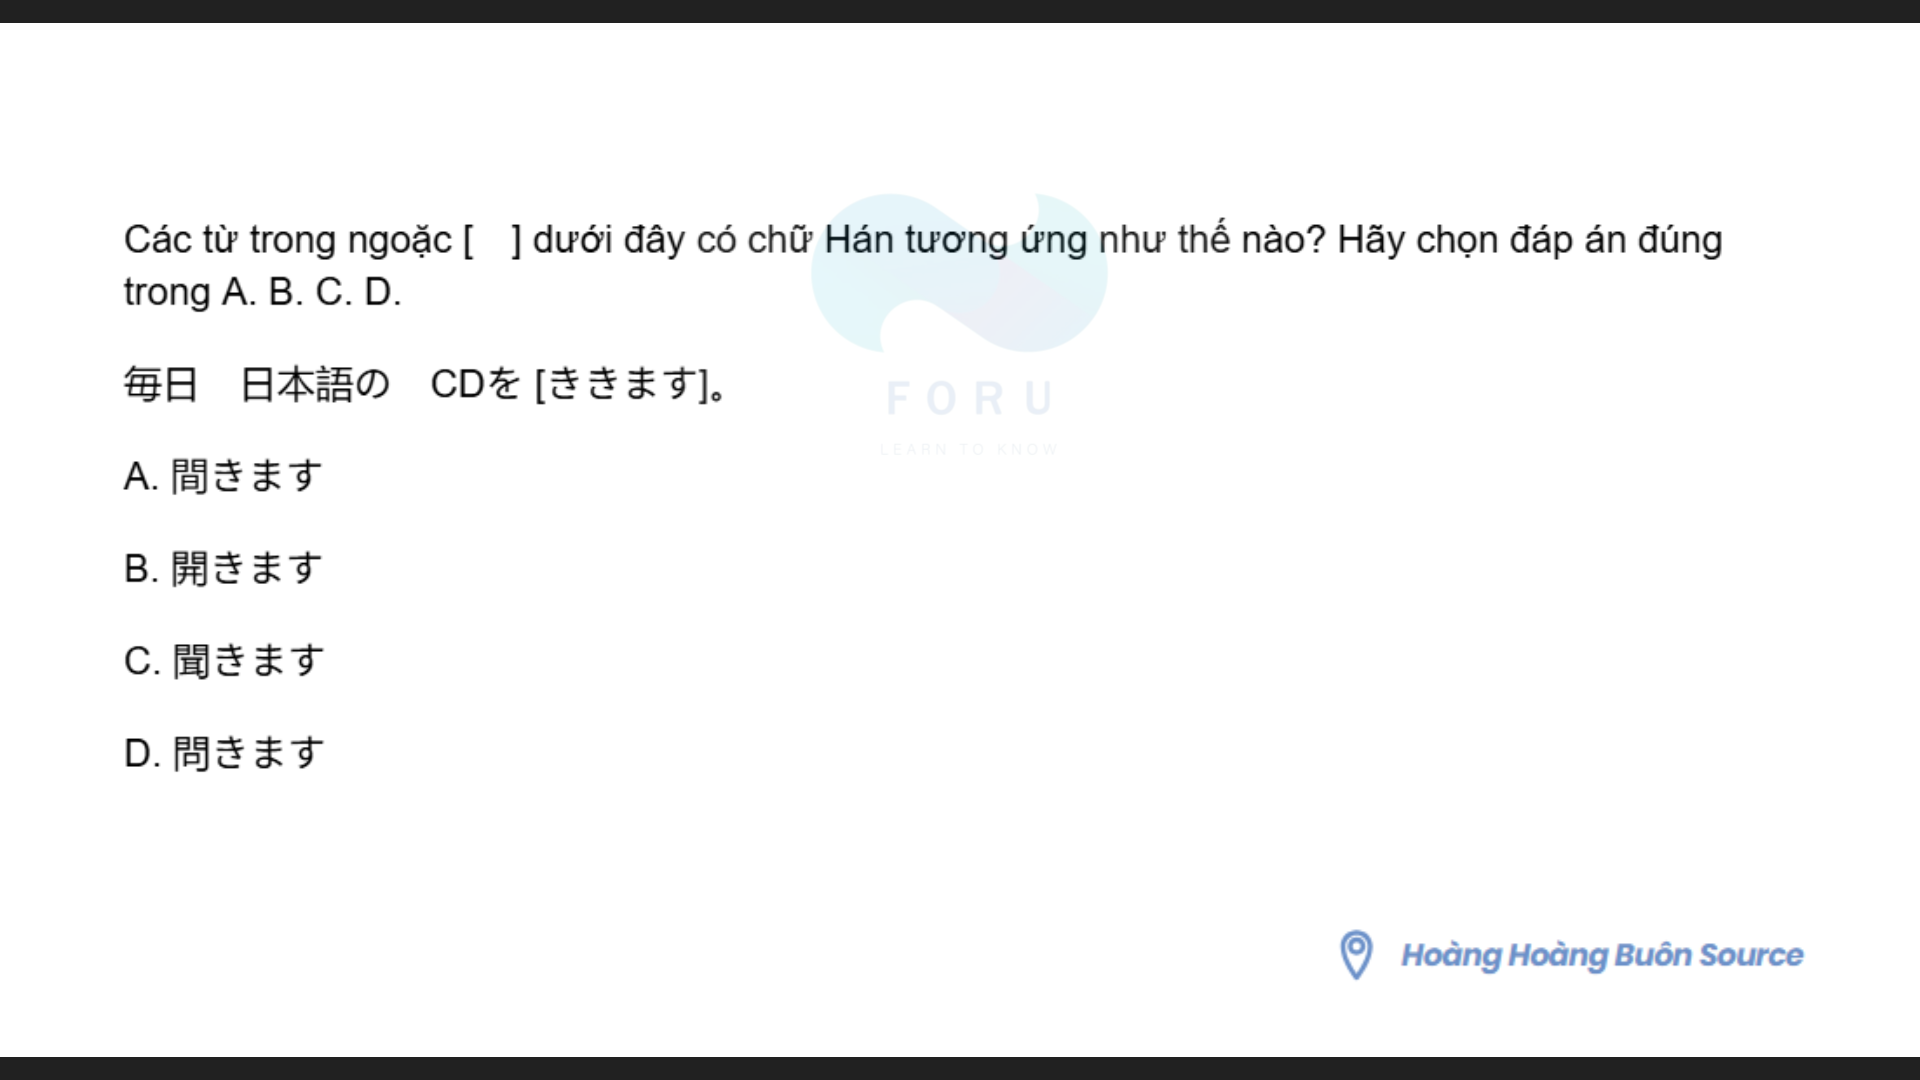 Các từ trong ngoặc [　] dưới đây có chữ Hán tương ứng như thế nào? Hãy chọn đáp án đúng
trong A. B. C. D.
毎日　日本語の　CDを [ききます]。
A. 間きます
B. 開きます
C. 聞きます
D. 問きます
FORU
LEARN TO KNOW
Hoàng Hoàng Buôn Source